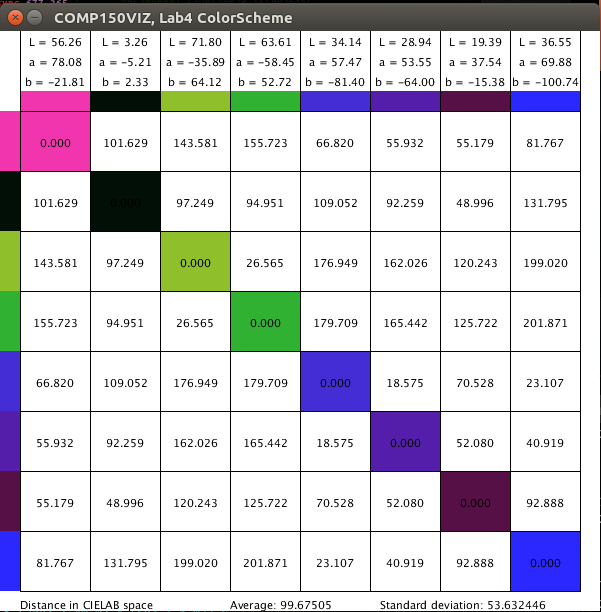 COMP150VIZ, Lab4 ColorScheme
L = 56.26 L = 3.26 L = 71.80 L = 63.61 L = 34.14 L = 28.94 L = 19.39 L = 36.55
a = 78.08 a = -5.21 a = -35.89 a = -58.45 a = 57.47 a = 53.55 a = 37.54 a = 69.88
b = -21.81 b = 2.33 b = 64.12 b = 52.72 b = -81.40 b = -64.00 b = -15.38 b = -100.74
0.000 101.629 143.581 155.723 66.820 55.932 55.179 81.767
101.629 0.000 97.249 94.951 109.052 92.259 48.996 131.795
143.581 97.249 0.000 26.565 176.949 162.026 120.243 199.020
155.723 94.951 26.565 0.000 179.709 165.442 125.722 201.871
66.820 109.052 176.949 179.709 0.000 18.575 70.528 23.107
55.932 92.259 162.026 165.442 18.575 0.000 52.080 40.919
55.179 48.996 120.243 125.722 70.528 52.080 0.000 92.888
81.767 131.795 199.020 201.871 23.107 40.919 92.888 0.000
Distance in CIELAB space Average: 99.67505 Standard deviation: 53.632446